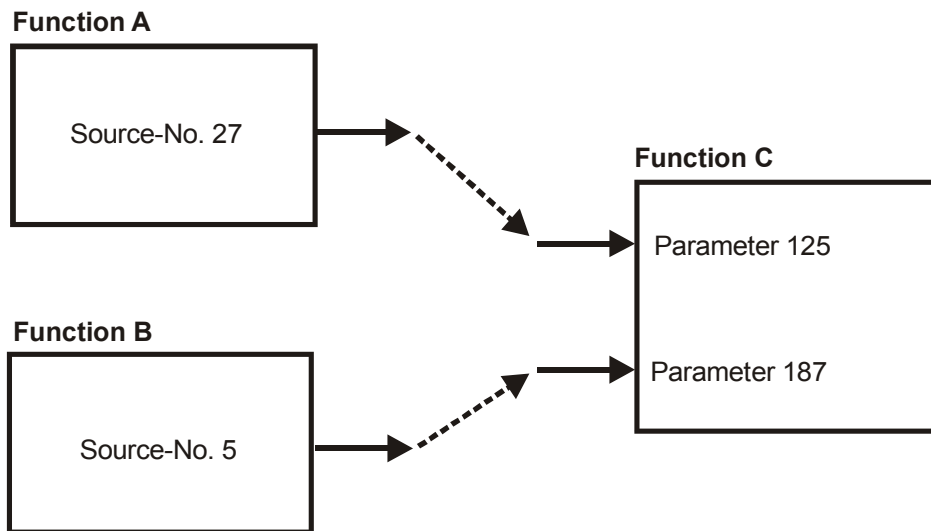 Function A
Source-No. 27
Function C
Parameter 125
Function B
Parameter 187
Source-No. 5